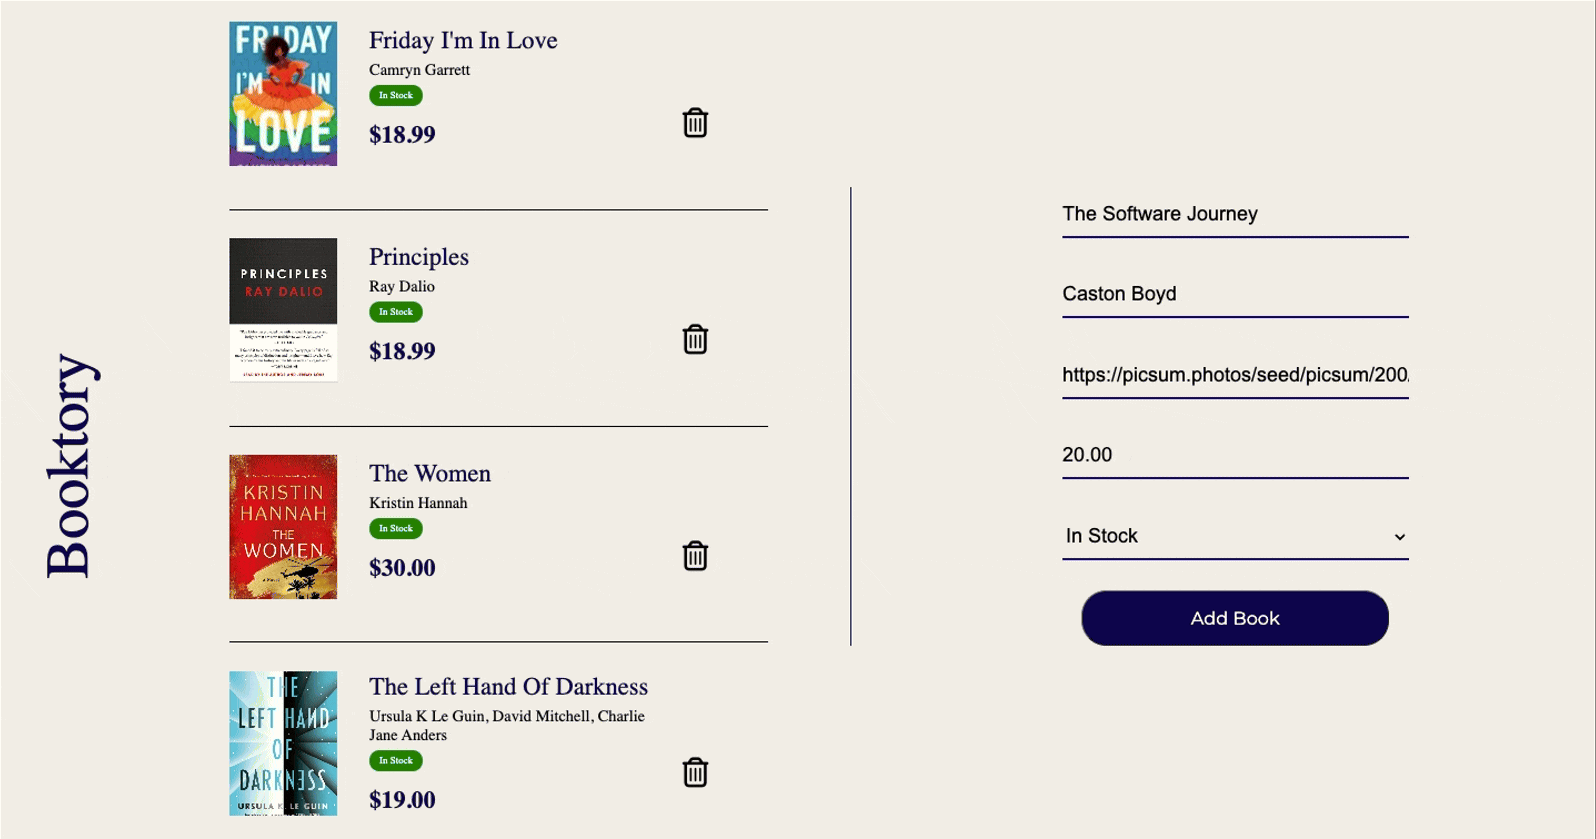 Booktory
FRIDAY
I'M IN
LOVE
Friday I'm In Love
Camryn Garrett
In Stock
$18.99
PRINCIPLES
RAY DALIO
Principles
Ray Dalio
In Stock
$18.99
KRISTIN
HANNAH
THE
WOMEN
The Women
Kristin Hannah
In Stock
$30.00
THE
LEFT HAND
OF
DARKNESS
URSULA K. LE GUIN
The Left Hand Of Darkness
Ursula K Le Guin, David Mitchell, Charlie
Jane Anders
In Stock
$19.00
The Software Journey
Caston Boyd
https://picsum.photos/seed/picsum/200
20.00
In Stock
Add Book